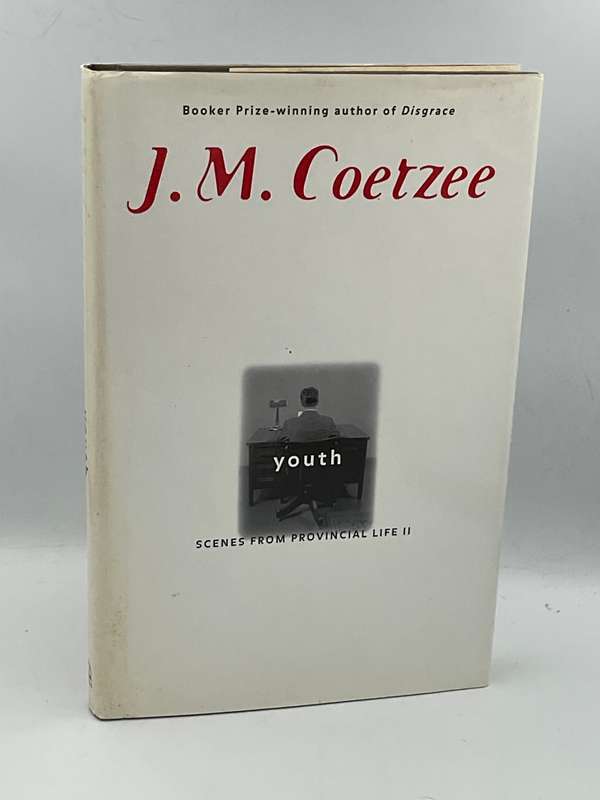 Booker Prize-winning author of Disgrace
J. M. Coetzee
youth
SCENES FROM PROVINCIAL LIFE II